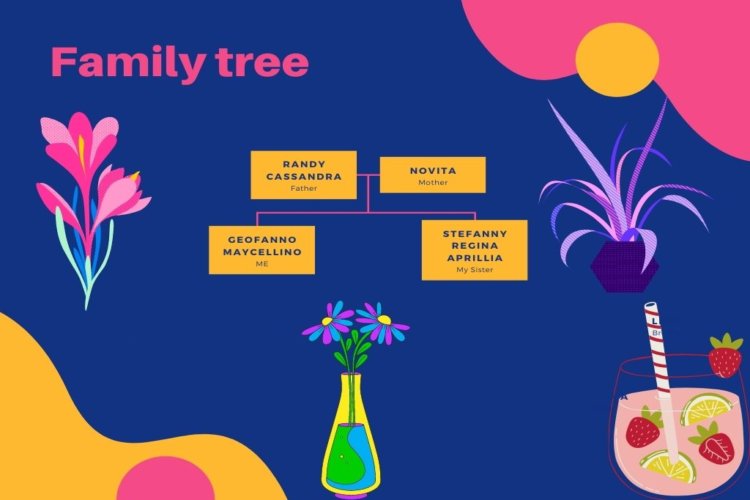 Family tree
RANDY
CASSANDRA
Father
NOVITA
Mother
GEOFANNO
MAYCELLINO
ME
STEFANNY
REGINA
APRILLIA
My Sister